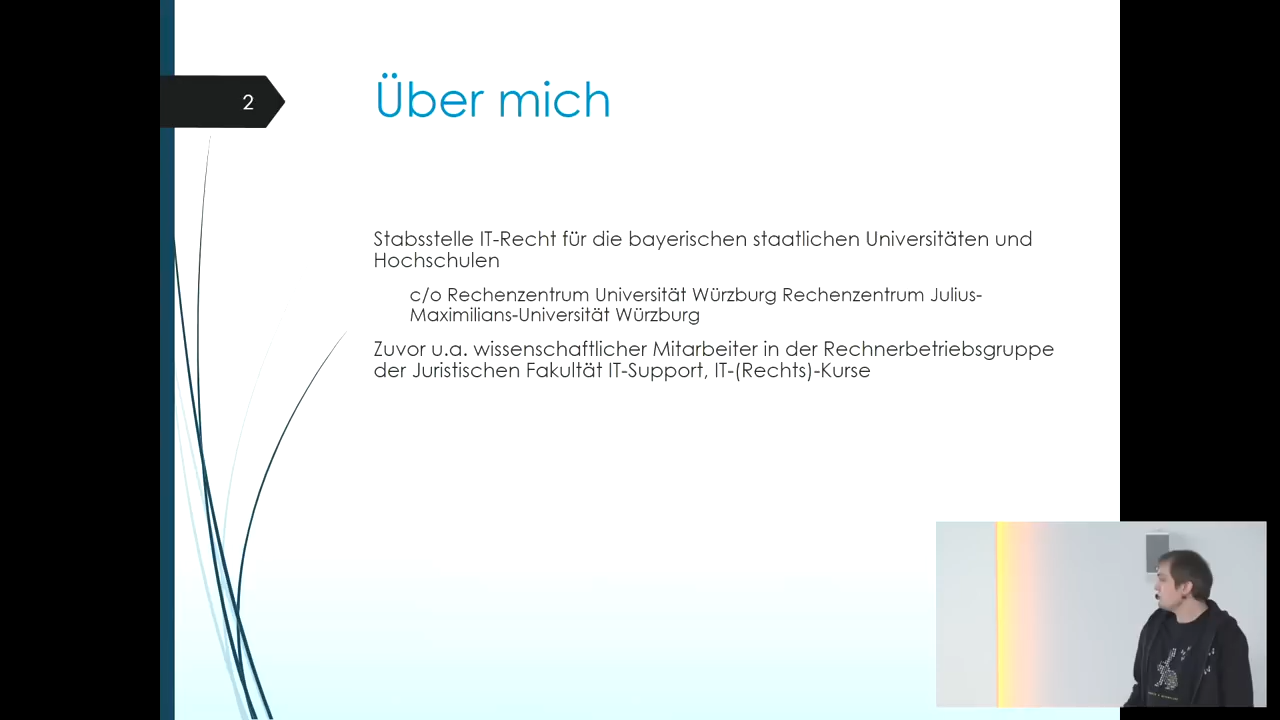 2
Über mich
Stabsstelle IT-Recht für die bayerischen staatlichen Universitäten und
Hochschulen
c/o Rechenzentrum Universität Würzburg Rechenzentrum Julius-
Maximilians-Universität Würzburg
Zuvor u.a. wissenschaftlicher Mitarbeiter in der Rechnerbetriebsgruppe
der Juristischen Fakultät IT-Support, IT-(Rechts)-Kurse